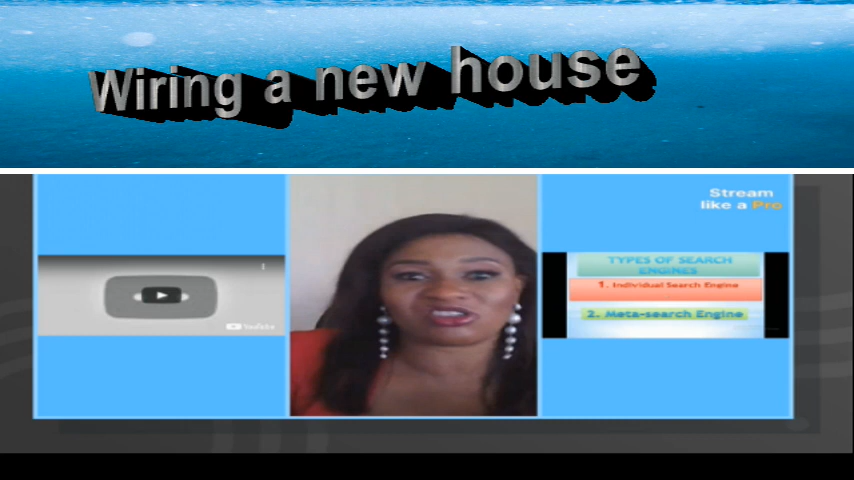 Wiring a new house
Stream
like a Pro
YouTube
TYPES OF SEARCH
ENGINES
1. Individual Search Engine
2. Meta-search Engine